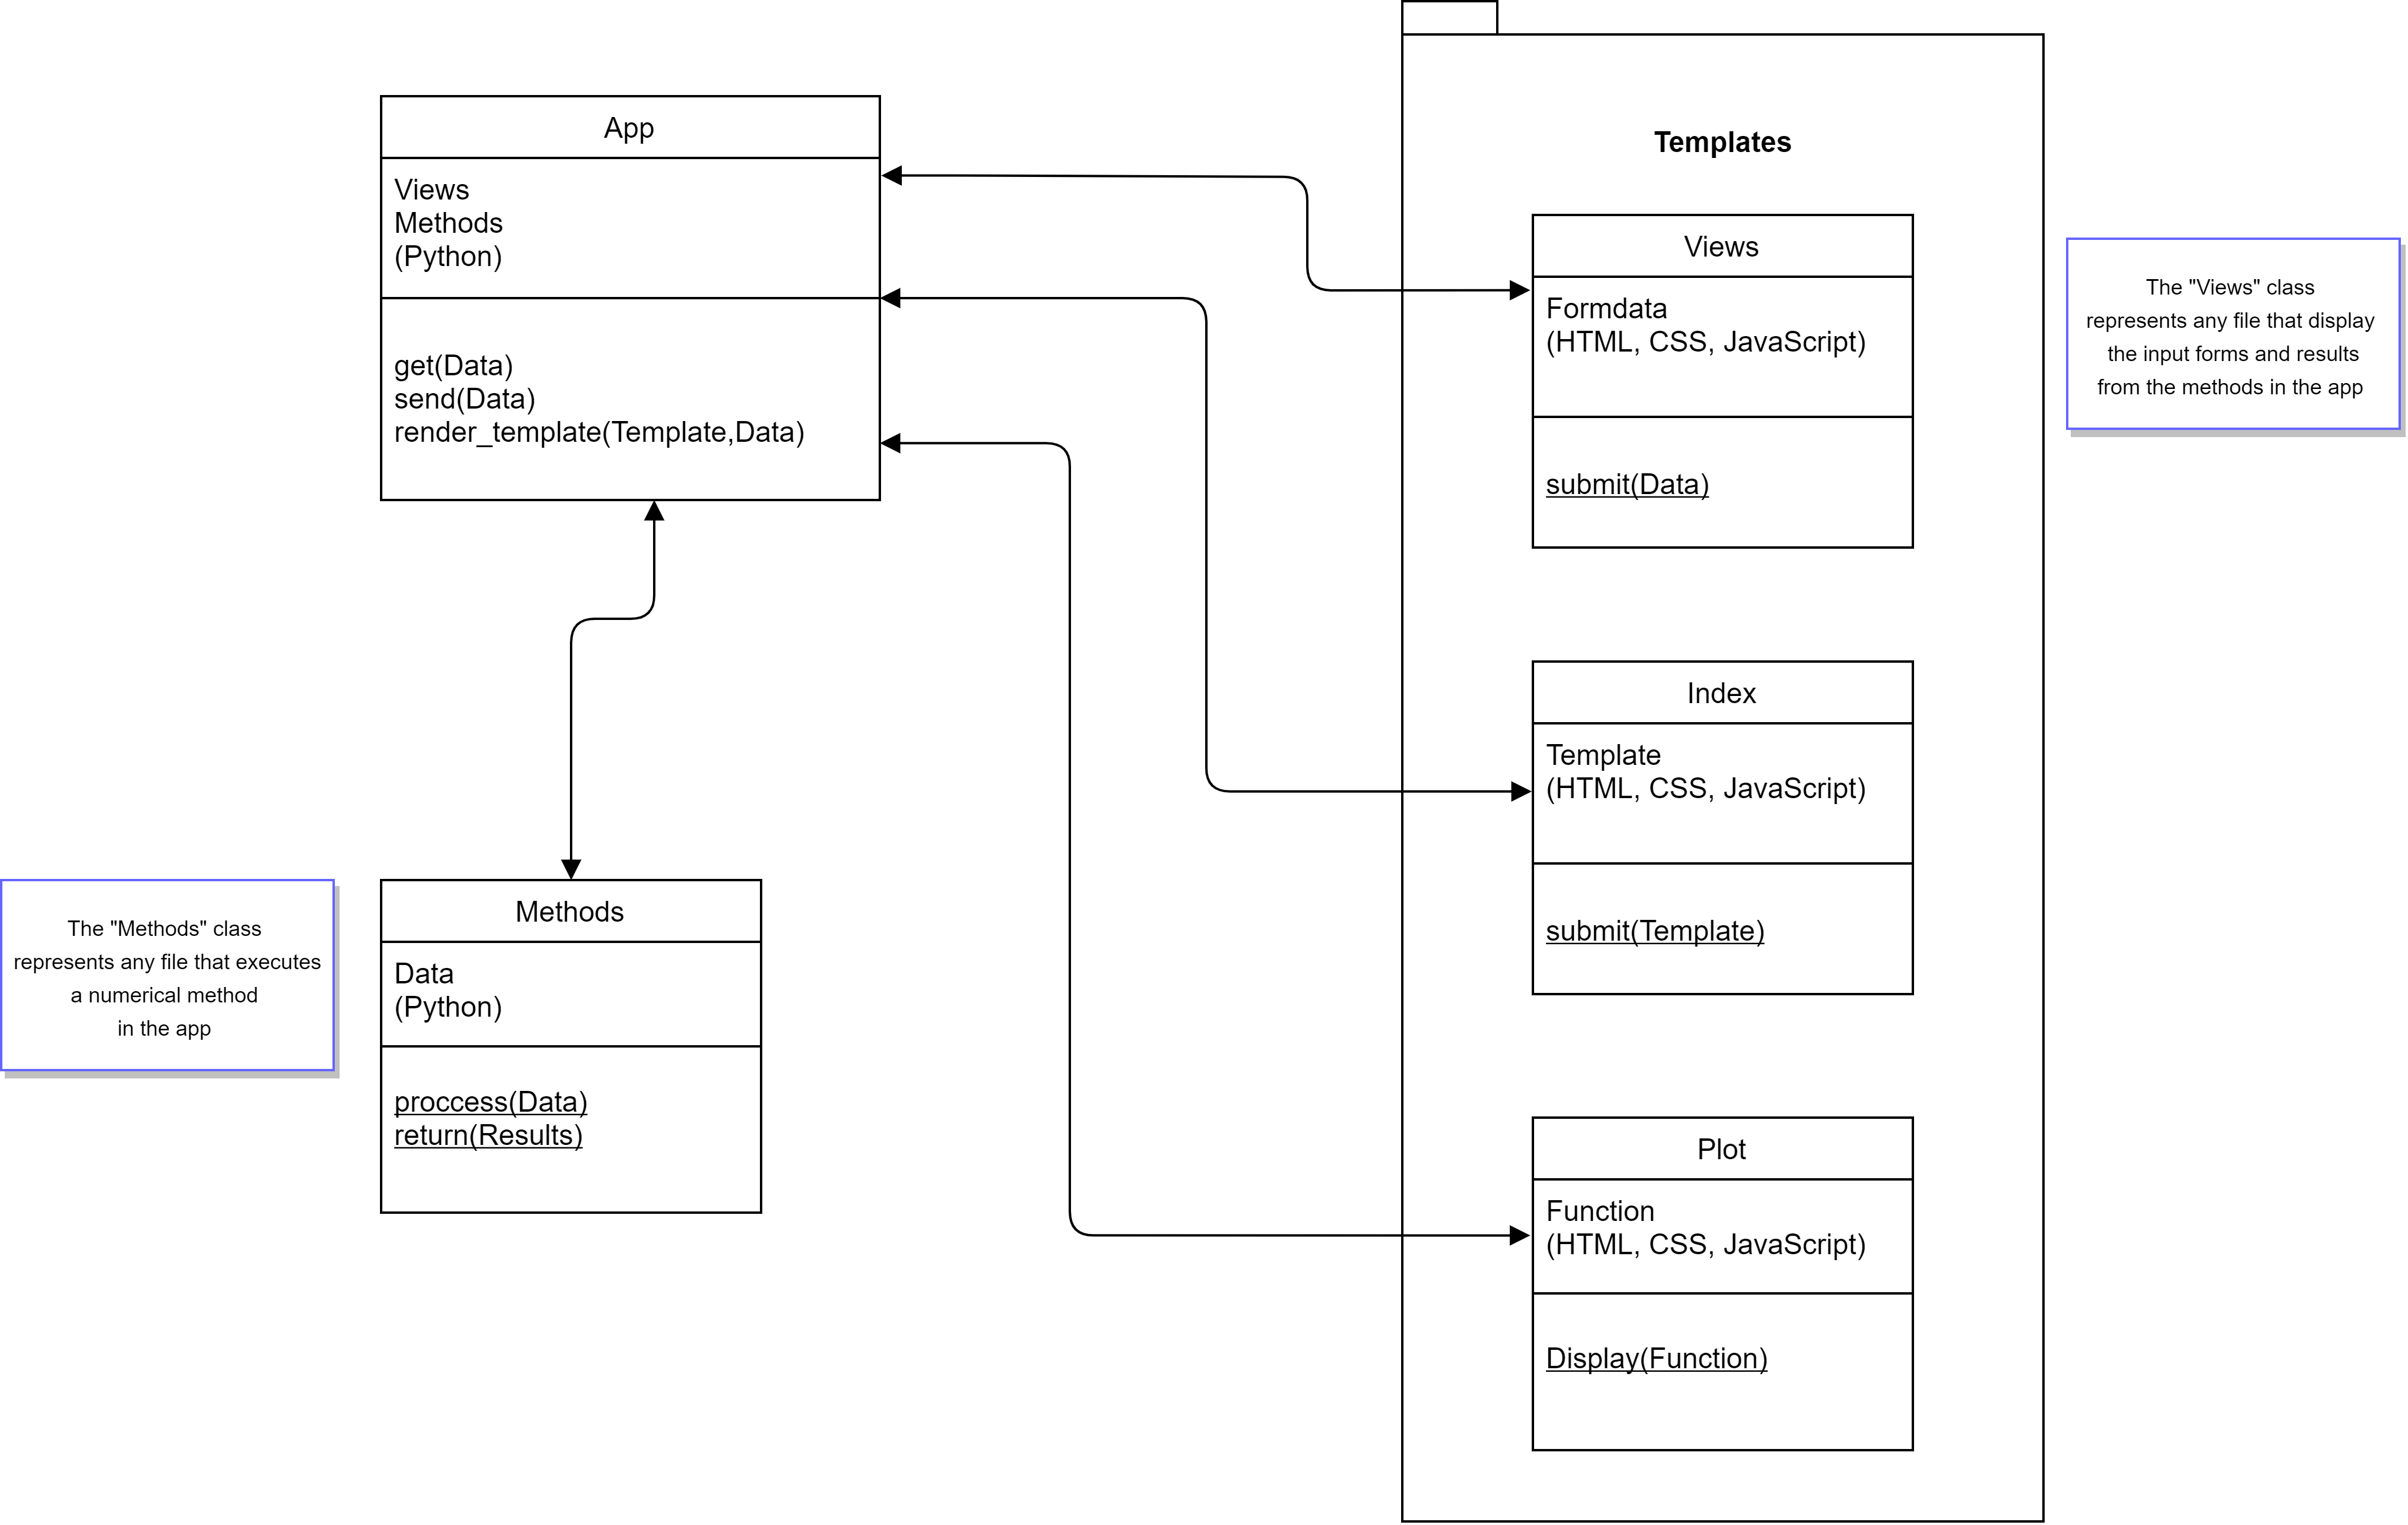 App
Views
Methods
(Python)
get(Data)
send(Data)
render_template(Template,Data)
Templates
Views
Formdata
(HTML, CSS, JavaScript)
submit(Data)
The "Views" class
represents any file that display
the input forms and results
from the methods in the app
Index
Template
(HTML, CSS, JavaScript)
submit(Template)
The "Methods" class
represents any file that executes
a numerical method
in the app
Methods
Data
(Python)
proccess(Data)
return(Results)
Plot
Function
(HTML, CSS, JavaScript)
Display(Function)